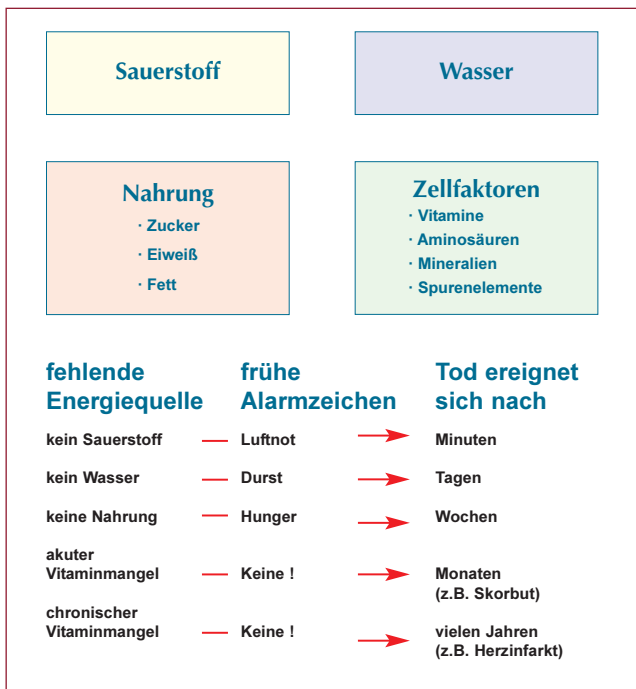 Sauerstoff
Wasser
Nahrung
· Zucker
· Eiweiß
· Fett
Zellfaktoren
· Vitamine
· Aminosäuren
· Mineralien
· Spurenelemente
fehlende
Energiequelle
frühe
Alarmzeichen
Tod ereignet
sich nach
kein Sauerstoff — Luftnot Minuten
kein Wasser — Durst Tagen
keine Nahrung — Hunger Wochen
akuter
Vitaminmangel — Keine ! Monaten
(z.B. Skorbut)
chronischer
Vitaminmangel — Keine ! vielen Jahren
(z.B. Herzinfarkt)